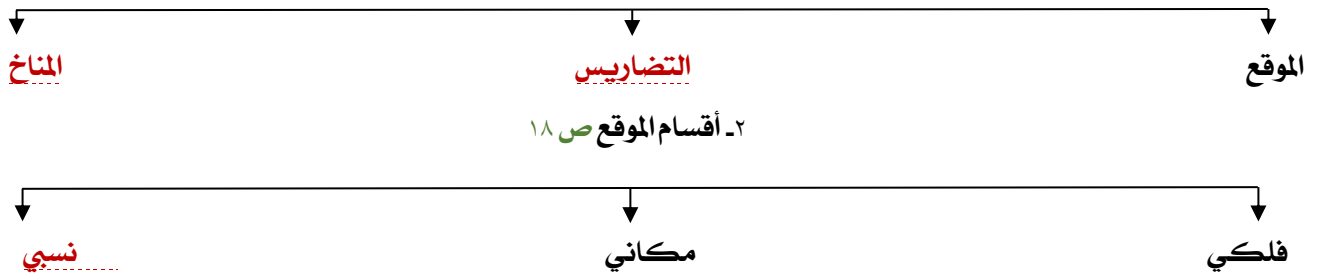 الموقع التضاريس المناخ
٢ـ أقسام الموقع ص ١٨
فلكي مكاني نسبي